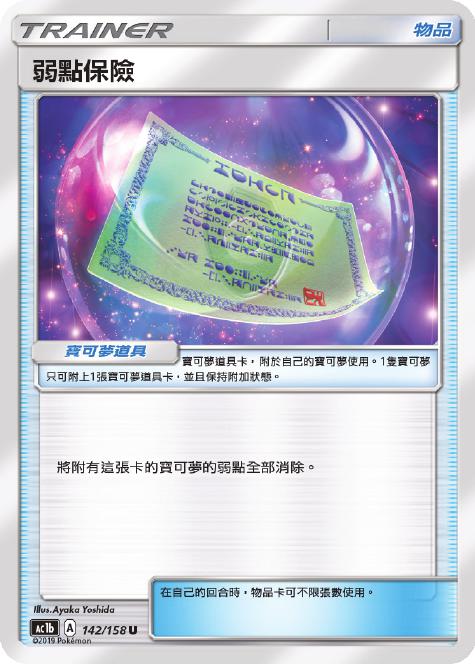 TRAINER
物品
弱點保險
寶可夢道具
寶可夢道具卡，附於自己的寶可夢使用。1隻寶可夢
只可附上1張寶可夢道具卡，並且保持附加狀態。
將附有這張卡的寶可夢的弱點全部消除。
在自己的回合時，物品卡可不限張數使用。
Illus.Ayaka Yoshida
AC1b A 142/158 U
©2019 Pokémon